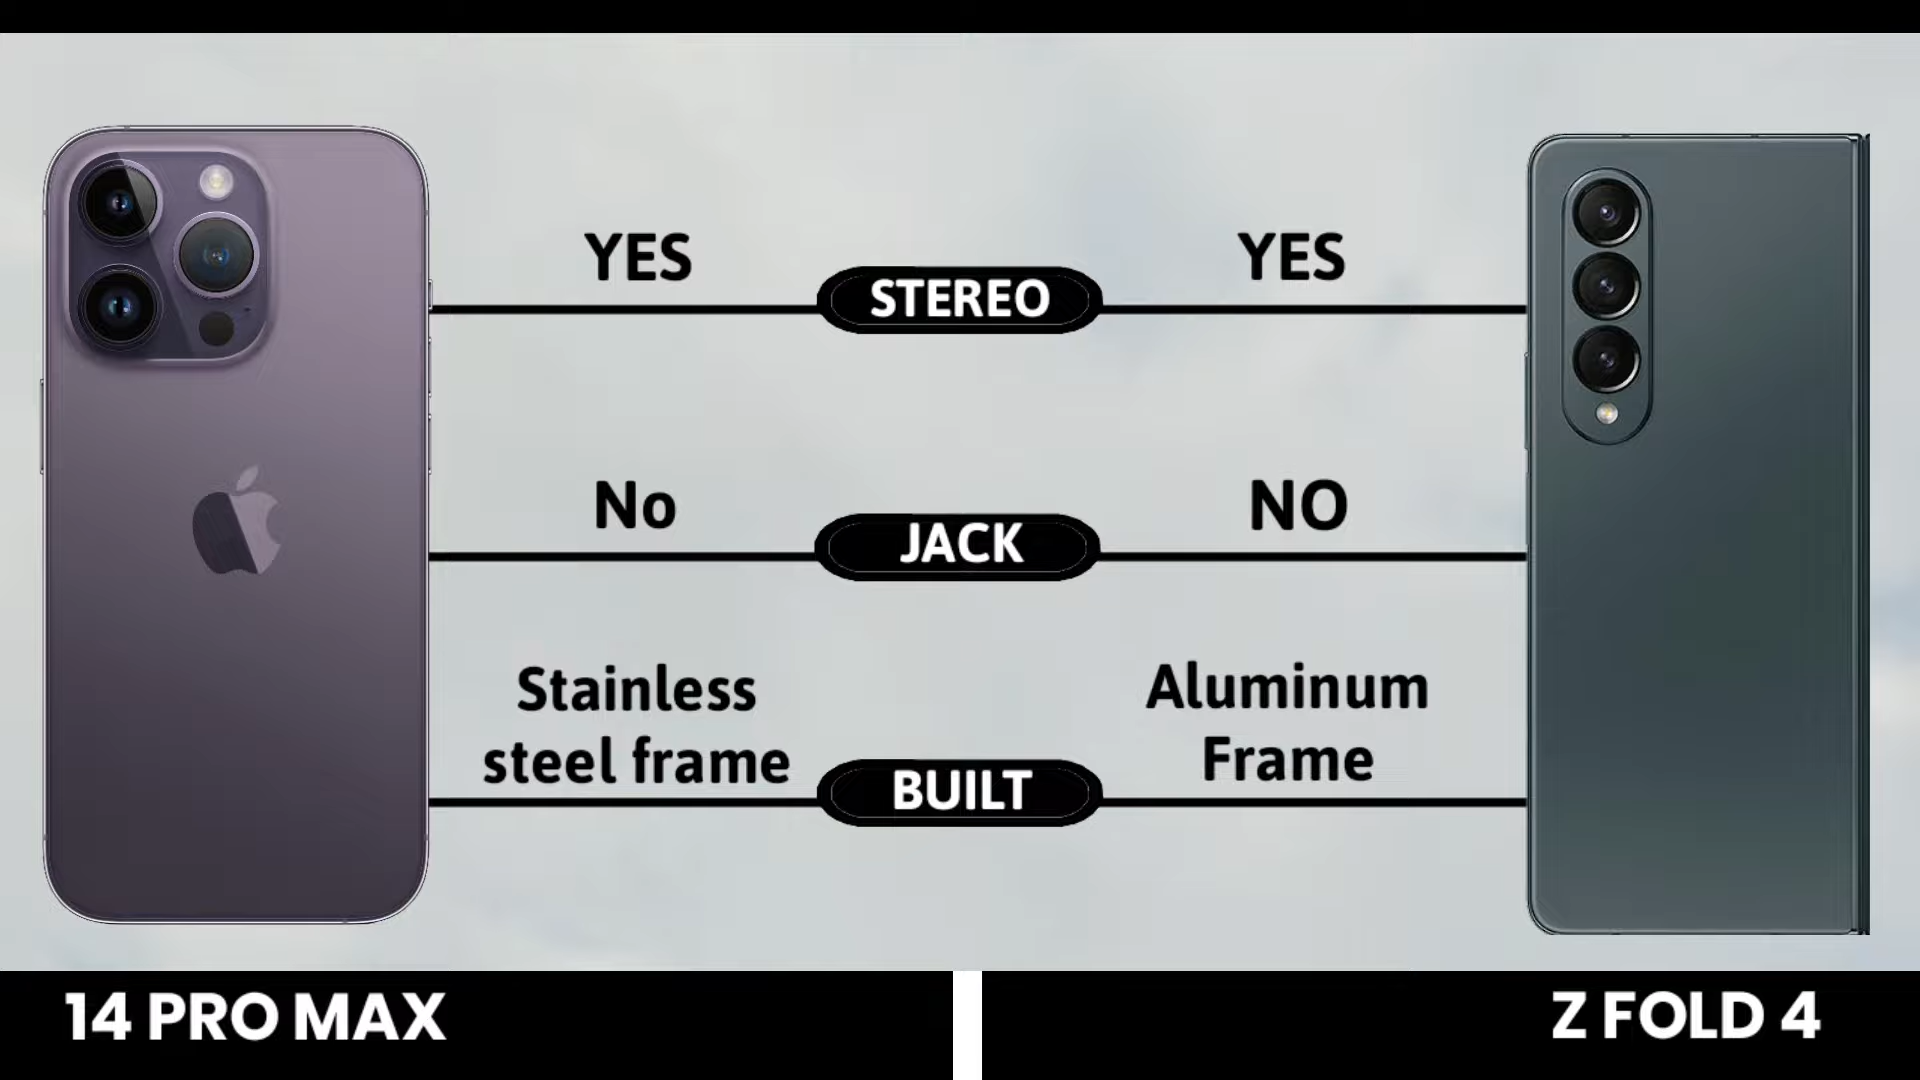 YES
STEREO
YES
No
JACK
NO
Stainless
steel frame
BUILT
Aluminum
Frame
14 PRO MAX
Z FOLD 4